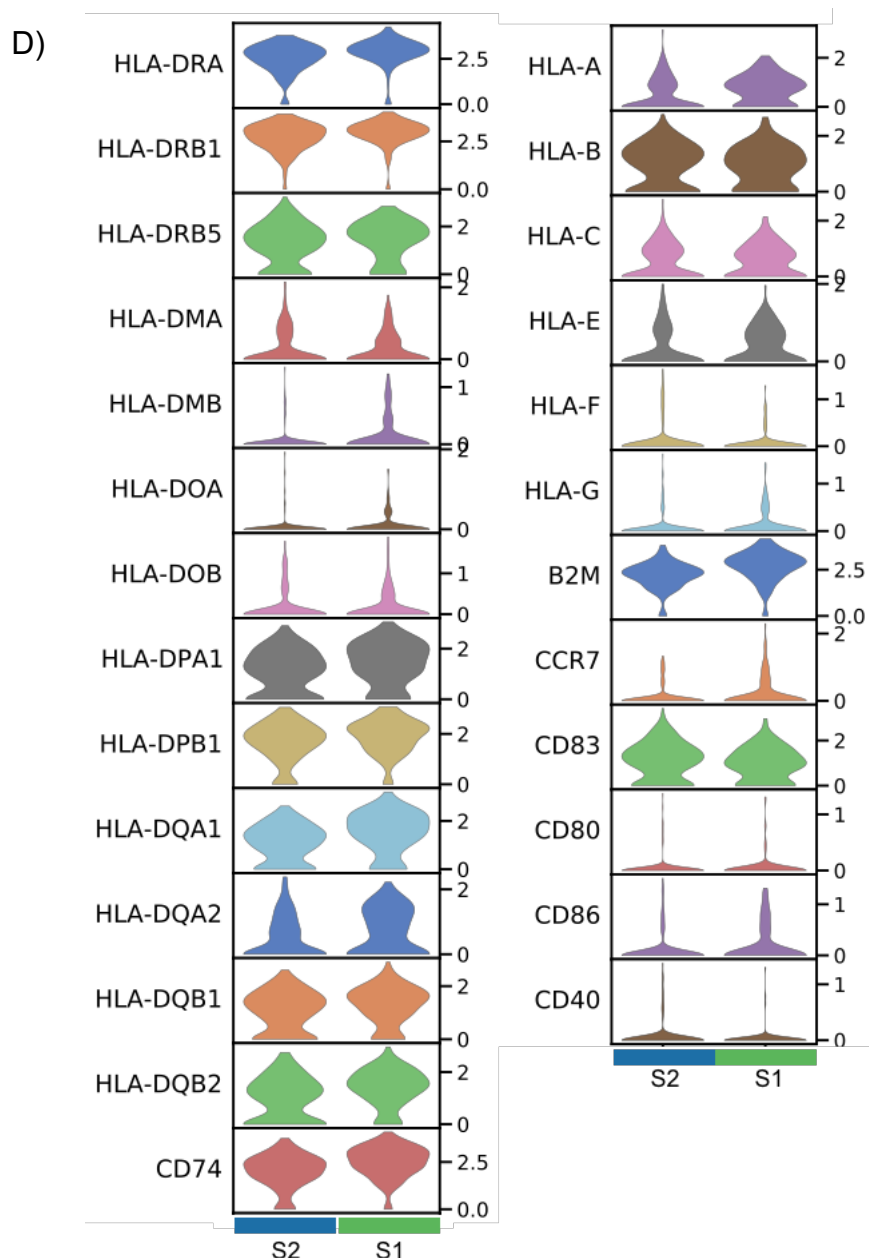 D)
HLA-DRA
2.5
0.0
HLA-DRB1
2.5
0.0
HLA-DRB5
2
0
HLA-DMA
2
0
HLA-DMB
1
0
HLA-DOA
2
0
HLA-DOB
1
0
HLA-DPA1
2
0
HLA-DPB1
2
0
HLA-DQA1
2
0
HLA-DQA2
2
0
HLA-DQB1
2
0
HLA-DQB2
2
0
CD74
2.5
0.0
S2 S1
HLA-A
2
0
HLA-B
2
0
HLA-C
2
0
HLA-E
2
0
HLA-F
1
0
HLA-G
1
0
B2M
2.5
0.0
CCR7
2
0
CD83
2
0
CD80
1
0
CD86
1
0
CD40
1
0
S2 S1